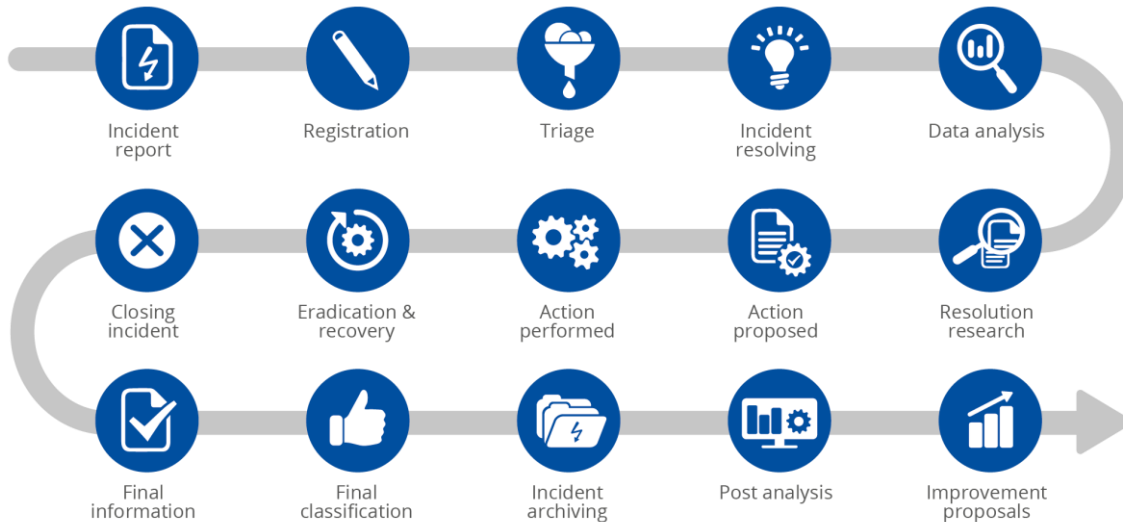 Incident
report
Registration
Triage
Incident
resolving
Data analysis
Closing
incident
Eradication &
recovery
Action
performed
Action
proposed
Resolution
research
Final
information
Final
classification
Incident
archiving
Post analysis
Improvement
proposals